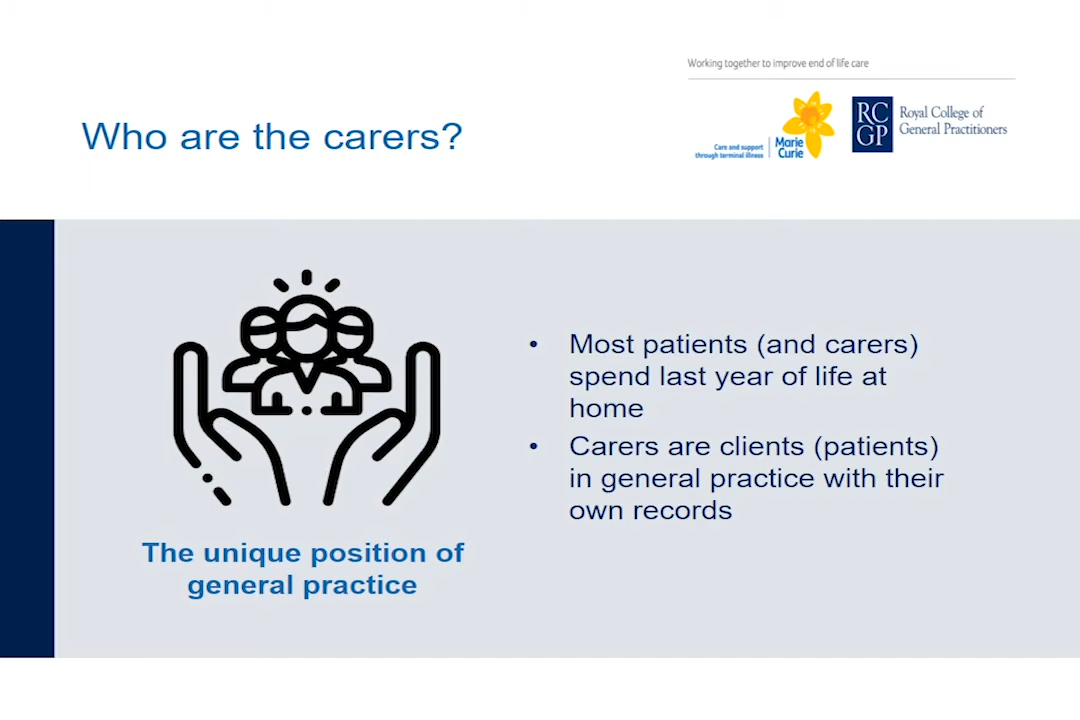 Working together to improve end of life care
Who are the carers?
Care and support
through terminal illness
Marie
Curie
RC
GP
Royal College of
General Practitioners
• Most patients (and carers)
spend last year of life at
home
• Carers are clients (patients)
in general practice with their
own records
The unique position of
general practice